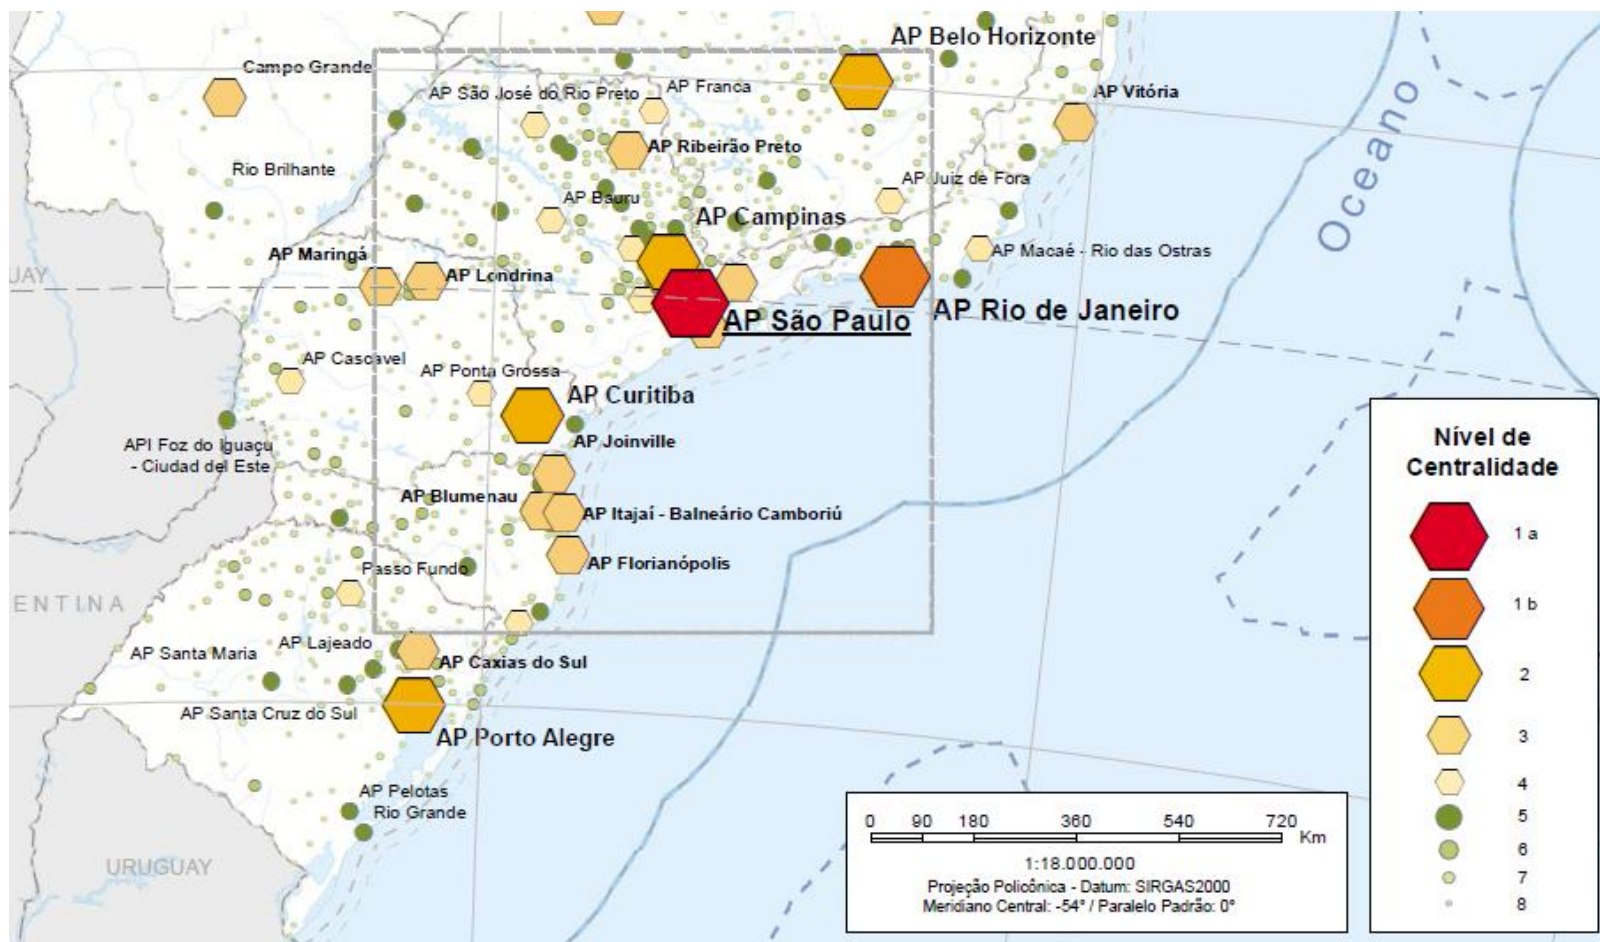 AP Belo Horizonte
Campo Grande
AP São José do Rio Preto
AP Franca
AP Vitória
AP Ribeirão Preto
Rio Brilhante
AP Juiz de Fora
AP Bauru
AP Campinas
Oceano
AP Maringá
AP Londrina
AP Macaé - Rio das Ostras
UAY
AP São Paulo
AP Rio de Janeiro
AP Cascavel
AP Ponta Grossa
AP Curitiba
AP Joinville
API Foz do Iguaçu
- Ciudad del Este
AP Blumenau
AP Itajaí - Balneário Camboriú
AP Florianópolis
Passo Fundo
ENTINA
AP Lajeado
AP Santa Maria
AP Caxias do Sul
AP Santa Cruz do Sul
AP Porto Alegre
AP Pelotas
Rio Grande
URUGUAY
Nível de
Centralidade
1 a
1 b
2
3
4
5
6
7
8
0 90 180 360 540 720
Km
1:18.000.000
Projeção Policônica - Datum: SIRGAS2000
Meridiano Central: -54° / Paralelo Padrão: 0°